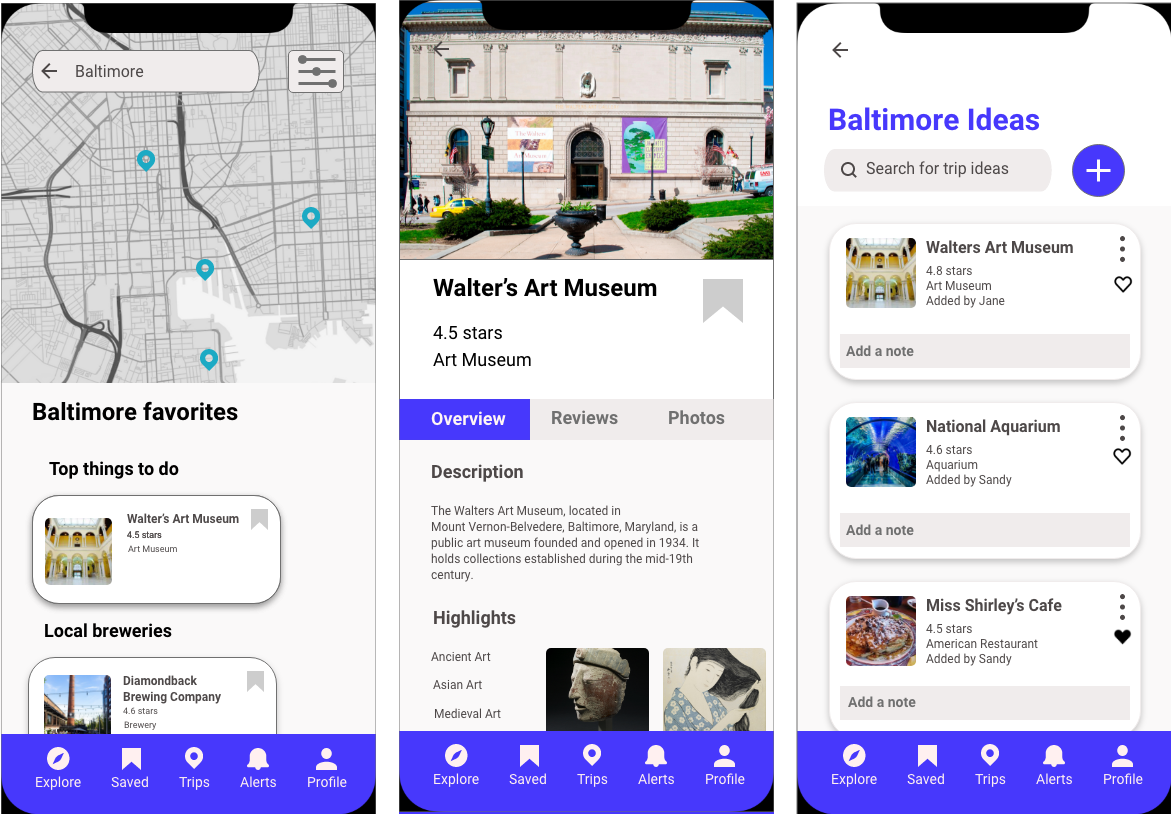 Baltimore
Baltimore favorites
Top things to do
Walter's Art Museum
4.5 stars
Art Museum
Local breweries
Diamondback
Brewing Company
4.6 stars
Brewery
Explore
Saved
Trips
Alerts
Profile
The Walters
Art Museum
Walter's Art Museum
4.5 stars
Art Museum
Overview
Reviews
Photos
Description
The Walters Art Museum, located in
Mount Vernon-Belvedere, Baltimore, Maryland, is a
public art museum founded and opened in 1934. It
holds collections established during the mid-19th
century.
Highlights
Ancient Art
Asian Art
Medieval Art
Explore
Saved
Trips
Alerts
Profile
Baltimore Ideas
Search for trip ideas
Walters Art Museum
4.8 stars
Art Museum
Added by Jane
Add a note
National Aquarium
4.6 stars
Aquarium
Added by Sandy
Add a note
Miss Shirley's Cafe
4.5 stars
American Restaurant
Added by Sandy
Add a note
Explore
Saved
Trips
Alerts
Profile